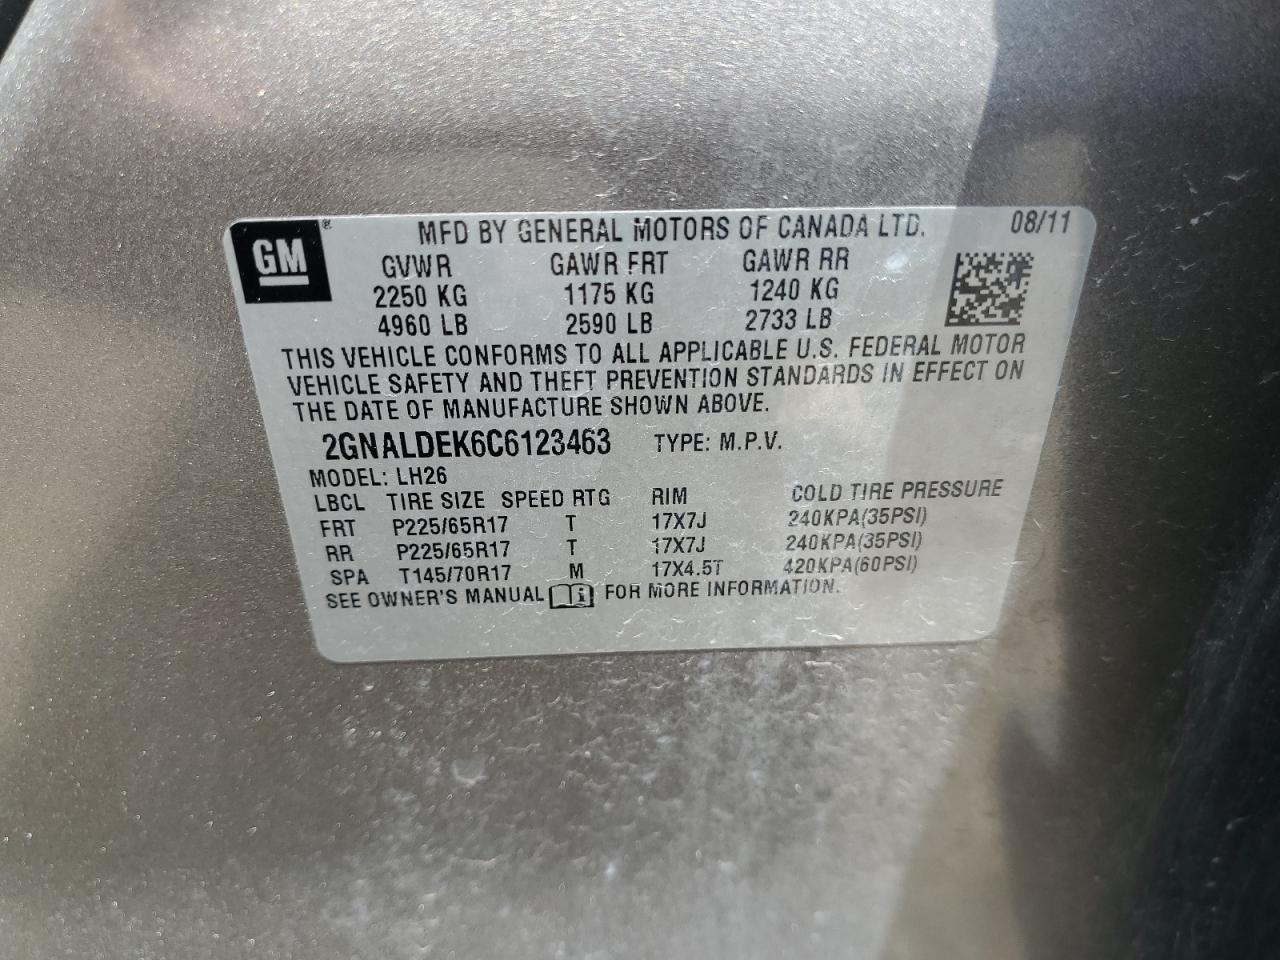 GM ® MFD BY GENERAL MOTORS OF CANADA LTD. 08/11
GVWR GAWR FRT GAWR RR
2250 KG 1175 KG 1240 KG
4960 LB 2590 LB 2733 LB
THIS VEHICLE CONFORMS TO ALL APPLICABLE U.S. FEDERAL MOTOR
VEHICLE SAFETY AND THEFT PREVENTION STANDARDS IN EFFECT ON
THE DATE OF MANUFACTURE SHOWN ABOVE.
2GNALDEK6C6123463 TYPE: M.P.V.
MODEL: LH26
LBCL TIRE SIZE SPEED RTG RIM COLD TIRE PRESSURE
FRT P225/65R17 T 17X7J 240KPA(35PSI)
RR P225/65R17 T 17X7J 240KPA(35PSI)
SPA T145/70R17 M 17X4.5T 420KPA(60PSI)
SEE OWNER'S MANUAL i FOR MORE INFORMATION.